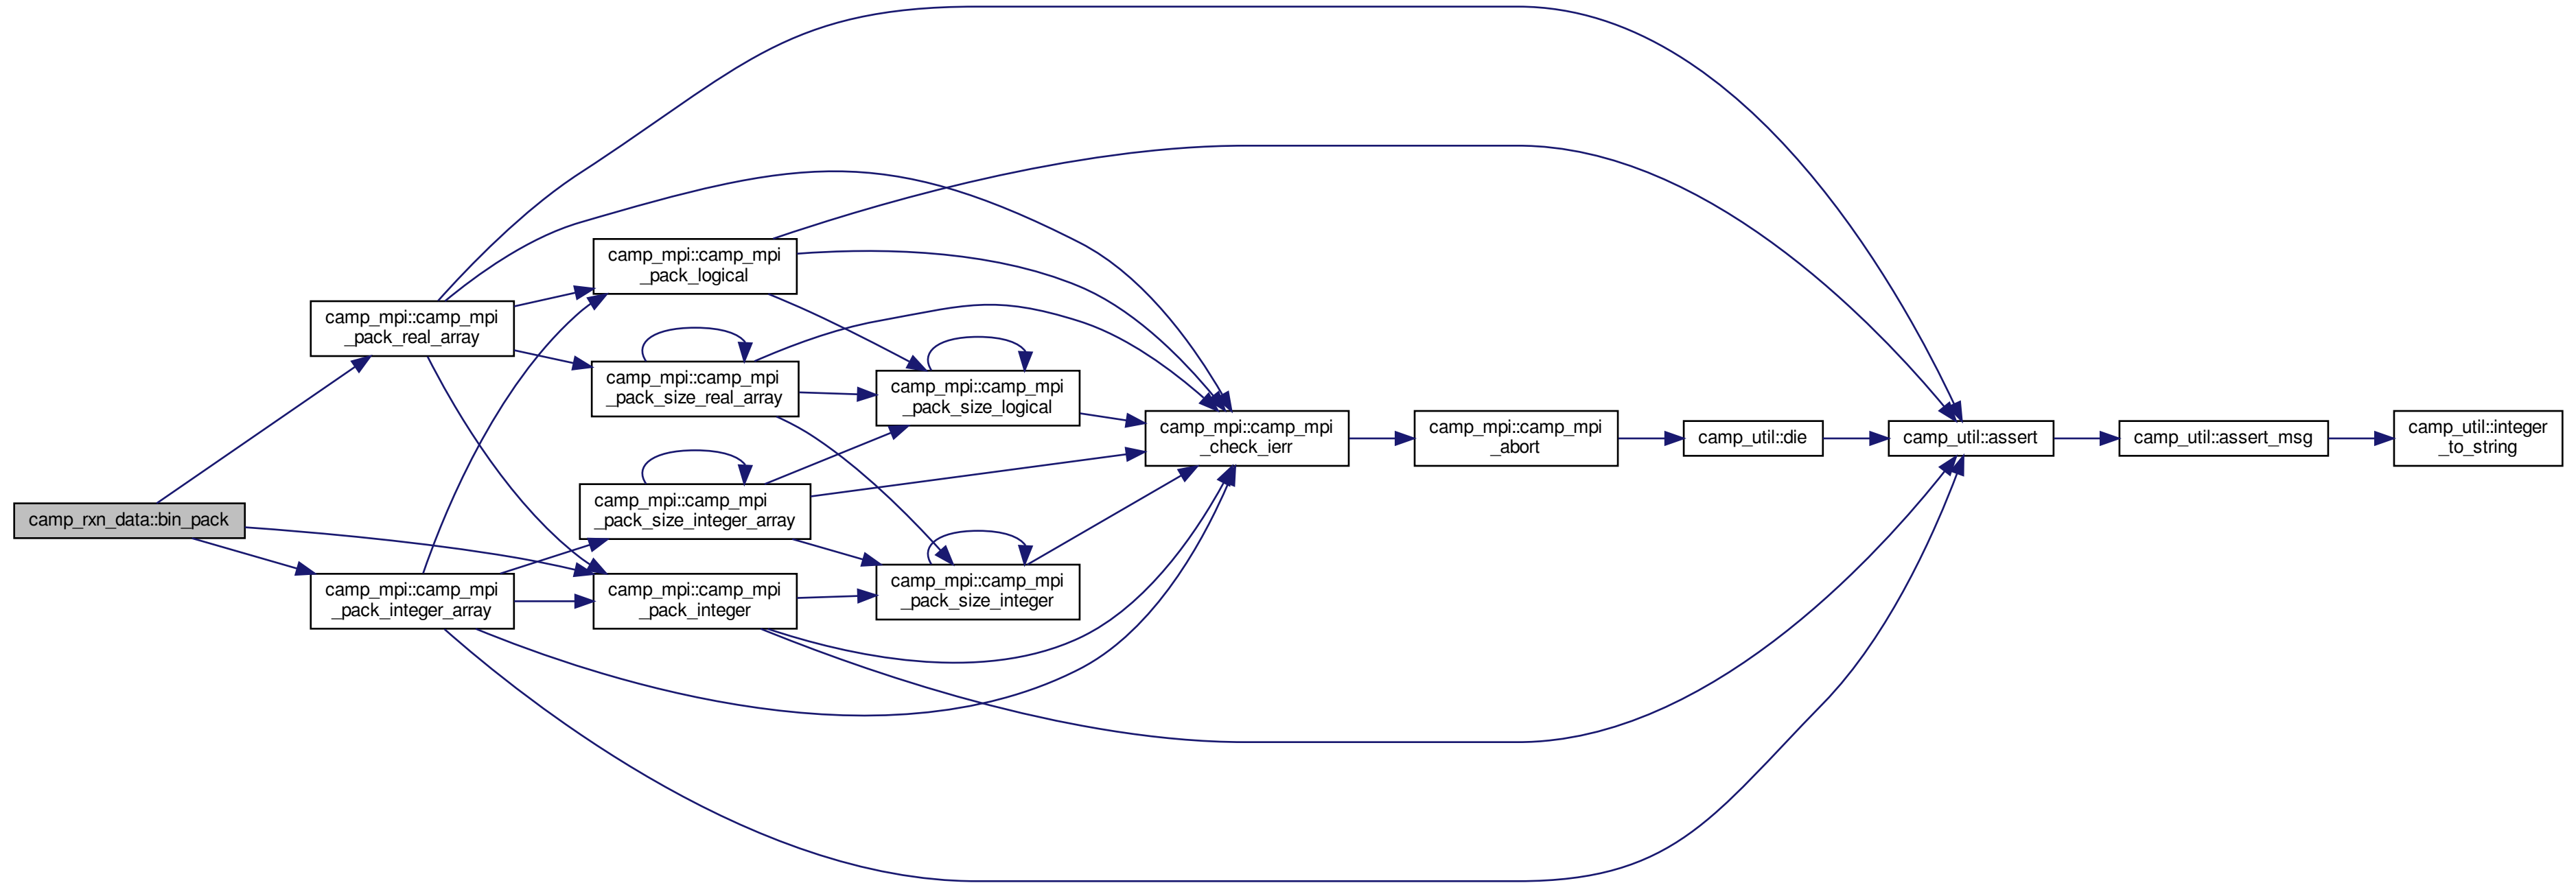 camp_rxn_data::bin_pack
camp_mpi::camp_mpi
_pack_real_array
camp_mpi::camp_mpi
_pack_integer_array
camp_mpi::camp_mpi
_pack_logical
camp_mpi::camp_mpi
_pack_size_real_array
camp_mpi::camp_mpi
_pack_size_integer_array
camp_mpi::camp_mpi
_pack_integer
camp_mpi::camp_mpi
_pack_size_logical
camp_mpi::camp_mpi
_pack_size_integer
camp_mpi::camp_mpi
_check_ierr
camp_mpi::camp_mpi
_abort
camp_util::die
camp_util::assert
camp_util::assert_msg
camp_util::integer
_to_string